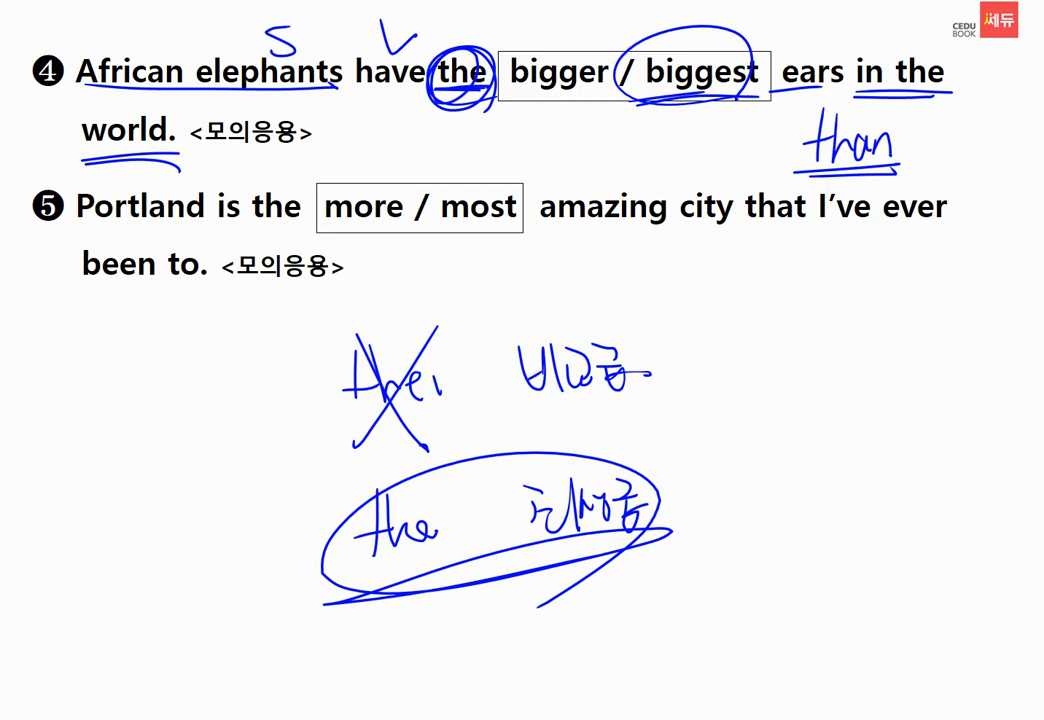 CEDU
BOOK
쎄듀
S V
❹ African elephants have the bigger / biggest ears in the
world. <모의응용>
than
❺ Portland is the more / most amazing city that I've ever
been to. <모의응용>
비교급
the 최상급